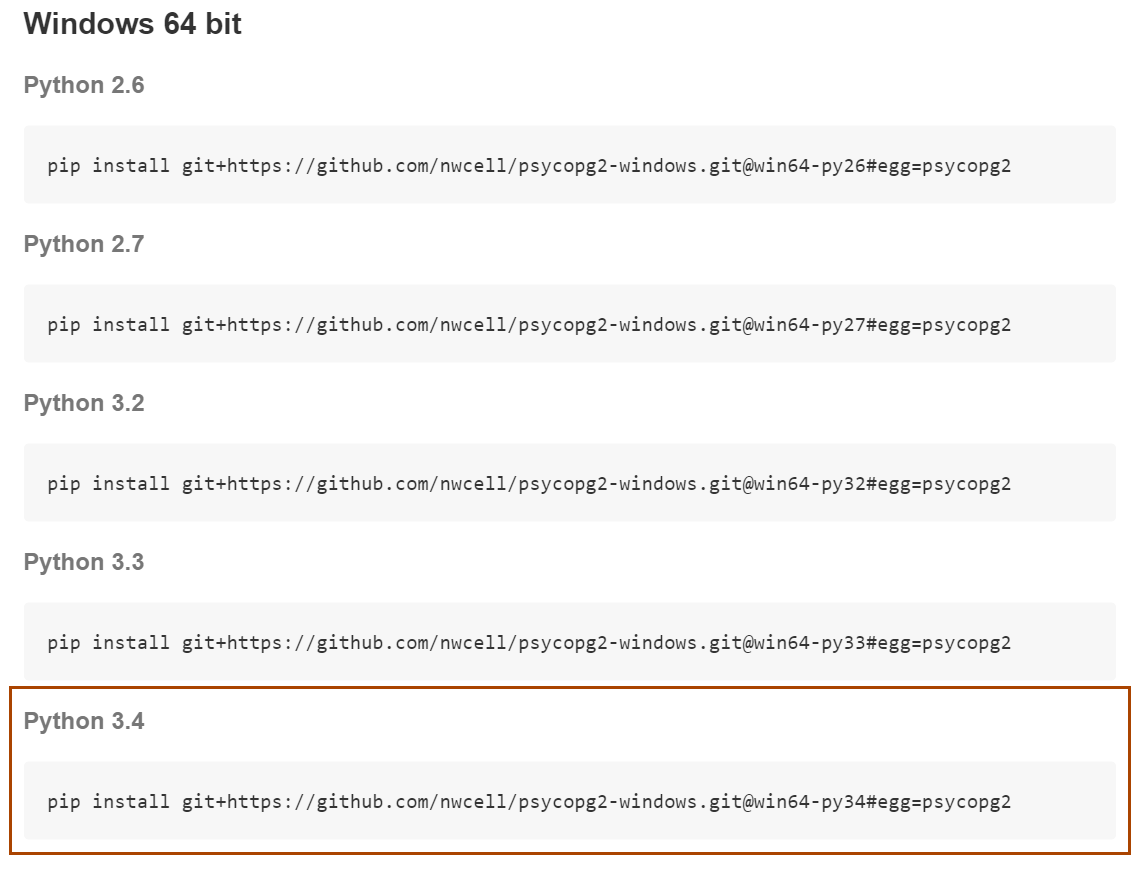 Windows 64 bit
Python 2.6
pip install git+https://github.com/nwcell/psycopg2-windows.git@win64-py26#egg=psycopg2
Python 2.7
pip install git+https://github.com/nwcell/psycopg2-windows.git@win64-py27#egg=psycopg2
Python 3.2
pip install git+https://github.com/nwcell/psycopg2-windows.git@win64-py32#egg=psycopg2
Python 3.3
pip install git+https://github.com/nwcell/psycopg2-windows.git@win64-py33#egg=psycopg2
Python 3.4
pip install git+https://github.com/nwcell/psycopg2-windows.git@win64-py34#egg=psycopg2